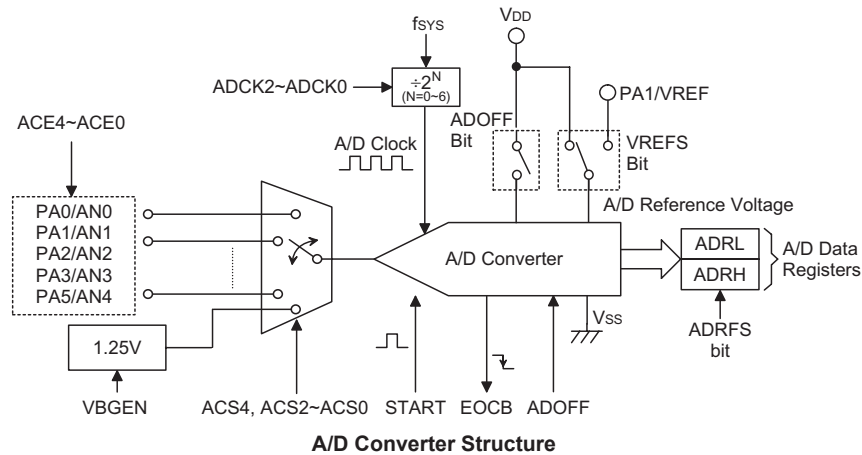 fSYS
VDD
ADCK2~ADCK0
÷2^N
(N=0~6)
PA1/VREF
ACE4~ACE0
A/D Clock
ADOFF
Bit
VREFS
Bit
A/D Reference Voltage
PA0/AN0
PA1/AN1
PA2/AN2
PA3/AN3
PA5/AN4
A/D Converter
ADRL
ADRH
A/D Data
Registers
VSS
ADRFS
bit
1.25V
VBGEN
ACS4, ACS2~ACS0
START
EOCB
ADOFF
A/D Converter Structure